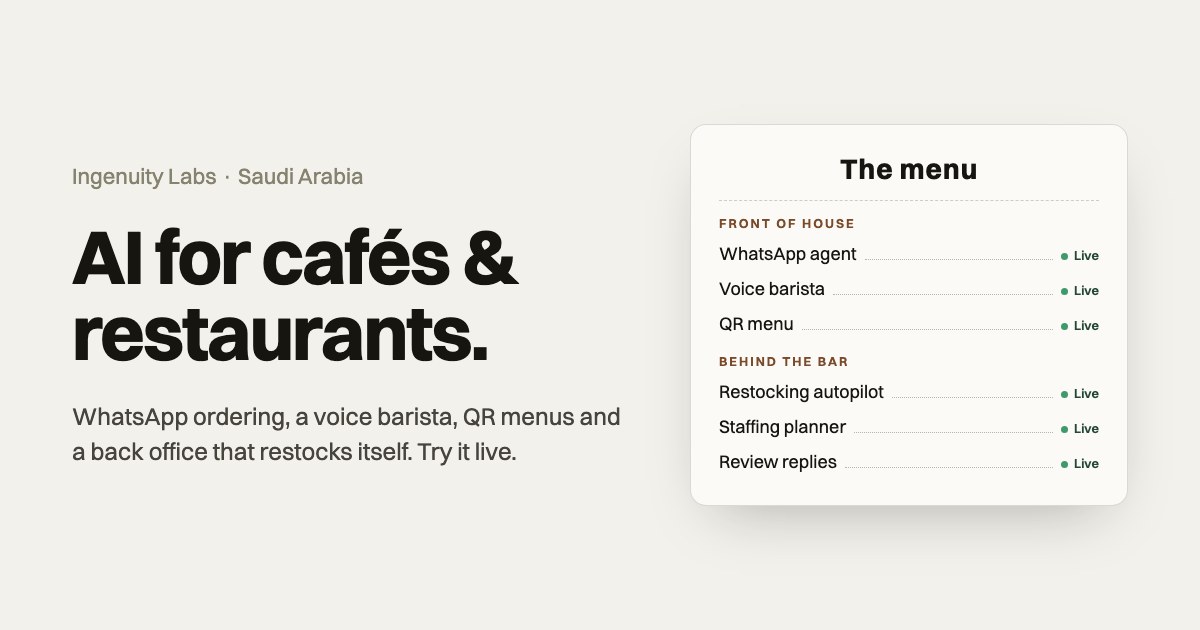 Ingenuity Labs · Saudi Arabia
AI for cafés &
restaurants.
WhatsApp ordering, a voice barista, QR menus and
a back office that restocks itself. Try it live.
The menu
FRONT OF HOUSE
WhatsApp agent Live
Voice barista Live
QR menu Live
BEHIND THE BAR
Restocking autopilot Live
Staffing planner Live
Review replies Live